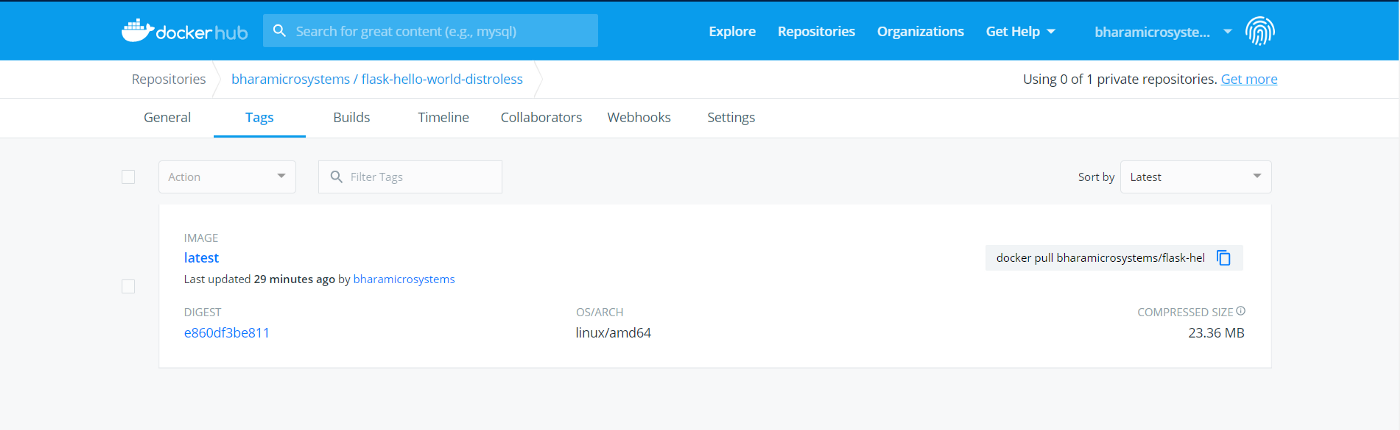 dockerhub Search for great content (e.g., mysql) Explore Repositories Organizations Get Help bharamicrosyste...
Repositories bharamicrosystems / flask-hello-world-distroless Using 0 of 1 private repositories. Get more
General Tags Builds Timeline Collaborators Webhooks Settings
Action Filter Tags Sort by Latest
IMAGE
latest
docker pull bharamicrosystems/flask-hel
Last updated 29 minutes ago by bharamicrosystems
DIGEST OS/ARCH COMPRESSED SIZE
e860df3be811 linux/amd64 23.36 MB